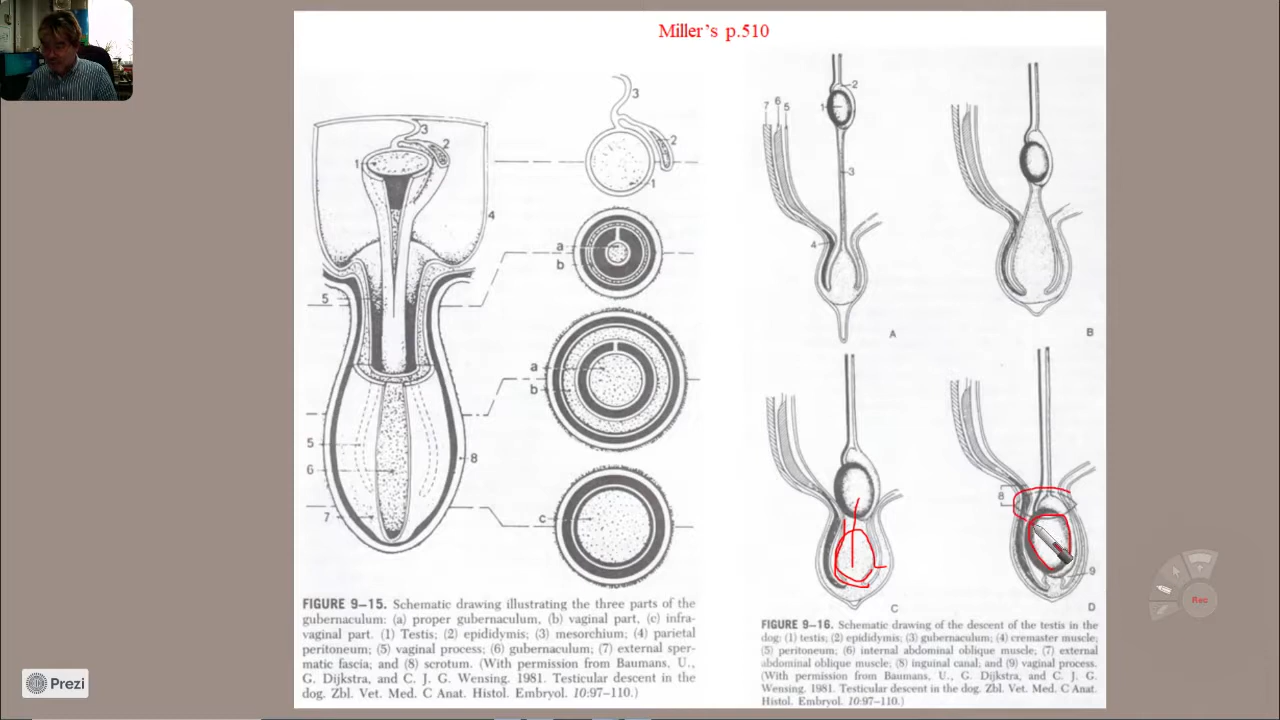 Miller's p.510
3
2
1
4
5
5
6
7
8
3
2
1
a
b
a
b
c
7
6
5
2
1
3
4
A
B
C
8
9
D
FIGURE 9–15. Schematic drawing illustrating the three parts of the
gubernaculum: (a) proper gubernaculum, (b) vaginal part, (c) infra-
vaginal part. (1) Testis; (2) epididymis; (3) mesorchium; (4) parietal
peritoneum; (5) vaginal process; (6) gubernaculum; (7) external sper-
matic fascia; and (8) scrotum. (With permission from Baumans, U.,
G. Dijkstra, and C. J. G. Wensing. 1981. Testicular descent in the
dog. Zbl. Vet. Med. C Anat. Histol. Embryol. 10:97–110.)
FIGURE 9–16. Schematic drawing of the descent of the testis in the
dog: (1) testis; (2) epididymis; (3) gubernaculum; (4) cremaster muscle;
(5) peritoneum; (6) internal abdominal oblique muscle; (7) external
abdominal oblique muscle; (8) inguinal canal; and (9) vaginal process.
(With permission from Baumans, U., G. Dijkstra, and C. J. G.
Wensing. 1981. Testicular descent in the dog. Zbl. Vet. Med. C Anat.
Histol. Embryol. 10:97–110.)
Rec
Prezi